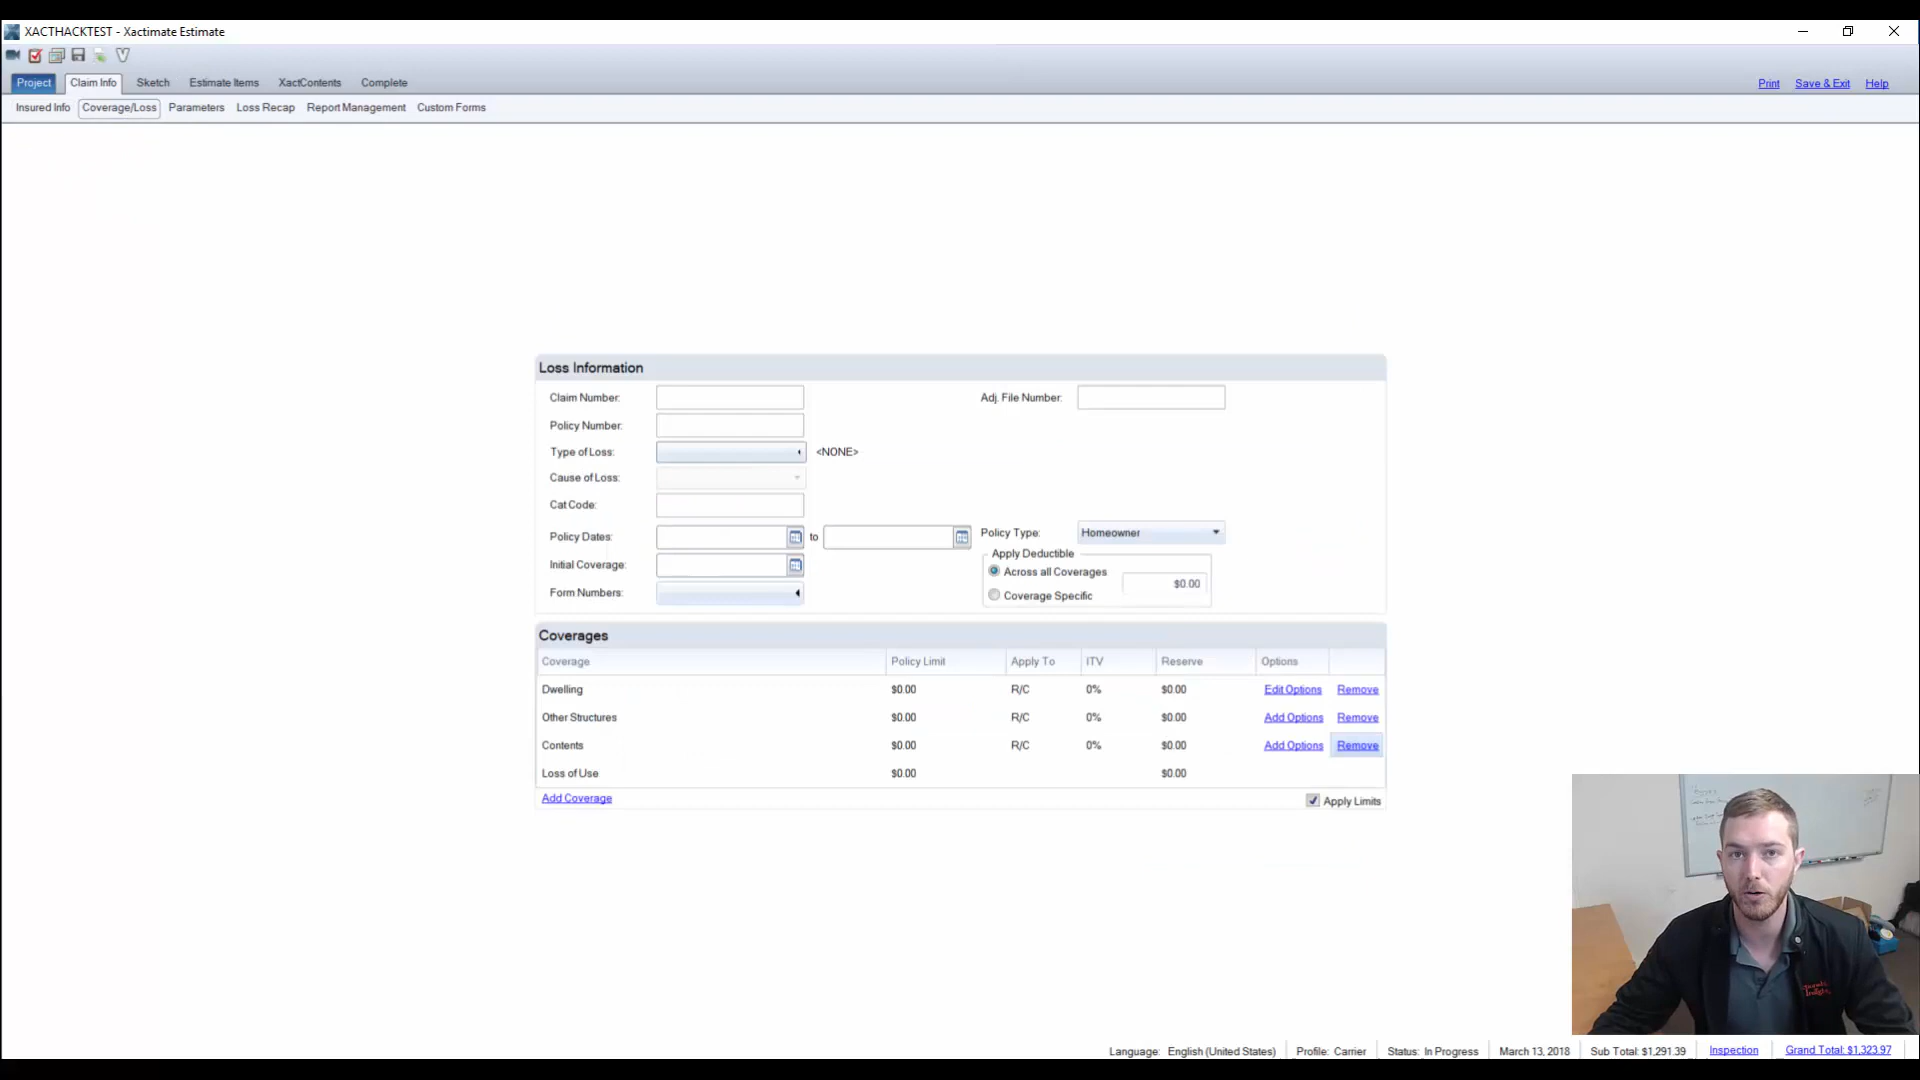 XACTHACKTEST - Xactimate Estimate
Project Claim Info Sketch Estimate Items XactContents Complete Print Save & Exit Help
Insured Info Coverage/Loss Parameters Loss Recap Report Management Custom Forms
Loss Information
Claim Number: Adj. File Number:
Policy Number:
Type of Loss: <NONE>
Cause of Loss:
Cat Code:
Policy Dates: to Policy Type: Homeowner
Apply Deductible
Initial Coverage: Across all Coverages $0.00
Form Numbers: Coverage Specific
Coverages
Coverage Policy Limit Apply To ITV Reserve Options
Dwelling $0.00 R/C 0% $0.00 Edit Options Remove
Other Structures $0.00 R/C 0% $0.00 Add Options Remove
Contents $0.00 R/C 0% $0.00 Add Options Remove
Loss of Use $0.00 $0.00
Add Coverage Apply Limits
Language: English (United States) Profile: Carrier Status: In Progress March 13, 2018 Sub Total: $1,291.39 Inspection Grand Total: $1,323.97